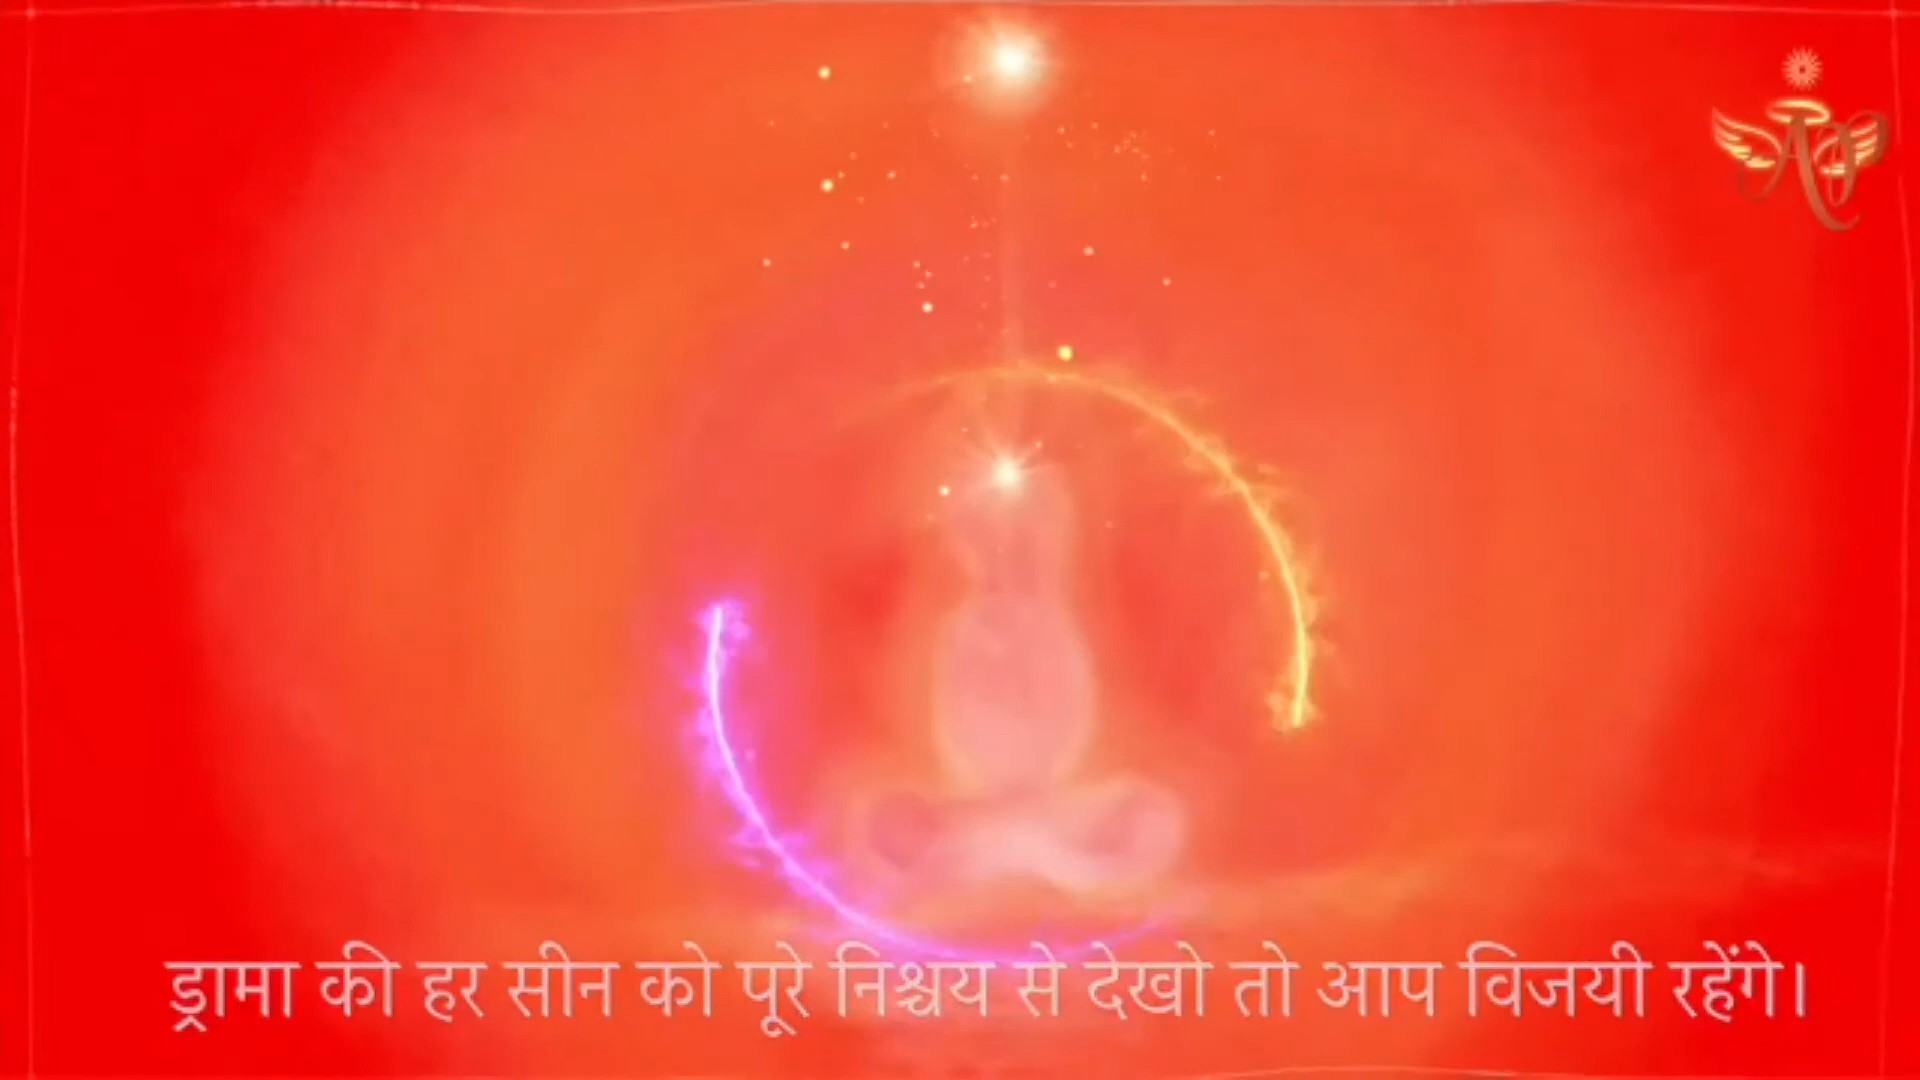 ड्रामा की हर सीन को पूरे निश्चय से देखो तो आप विजयी रहेंगे।